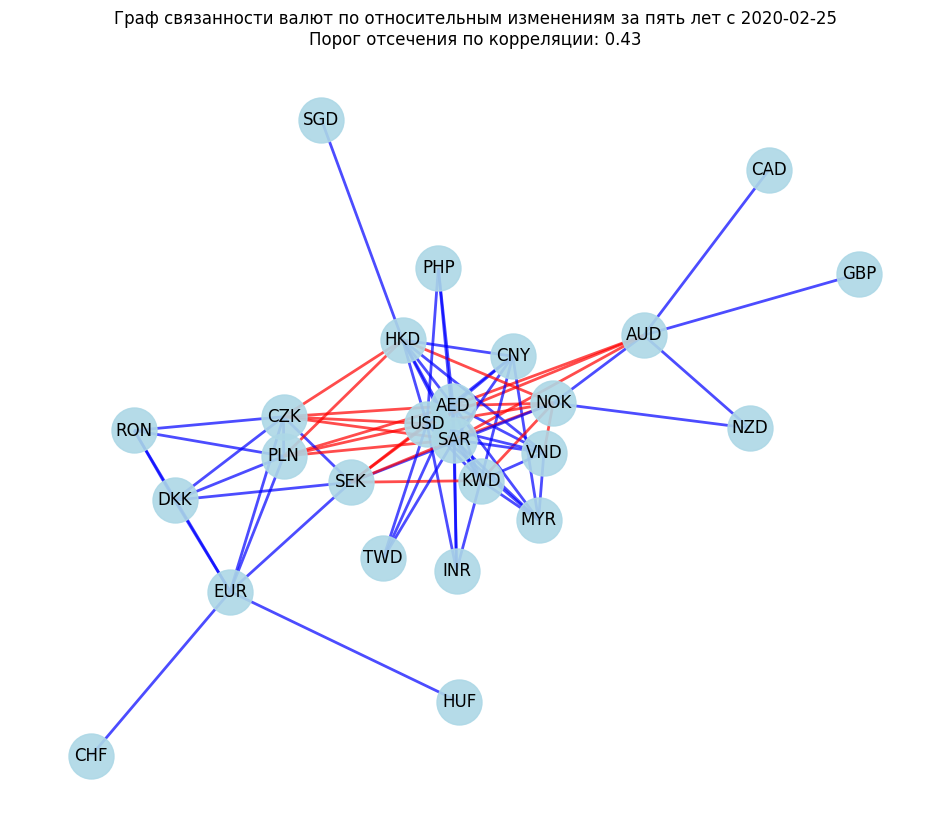 Граф связанности валют по относительным изменениям за пять лет с 2020-02-25
Порог отсечения по корреляции: 0.43
SGD
CAD
PHP
GBP
HKD
AUD
CNY
AED
NOK
CZK
USD
RON
NZD
SAR
PLN
VND
SEK
KWD
DKK
MYR
TWD
INR
EUR
HUF
CHF